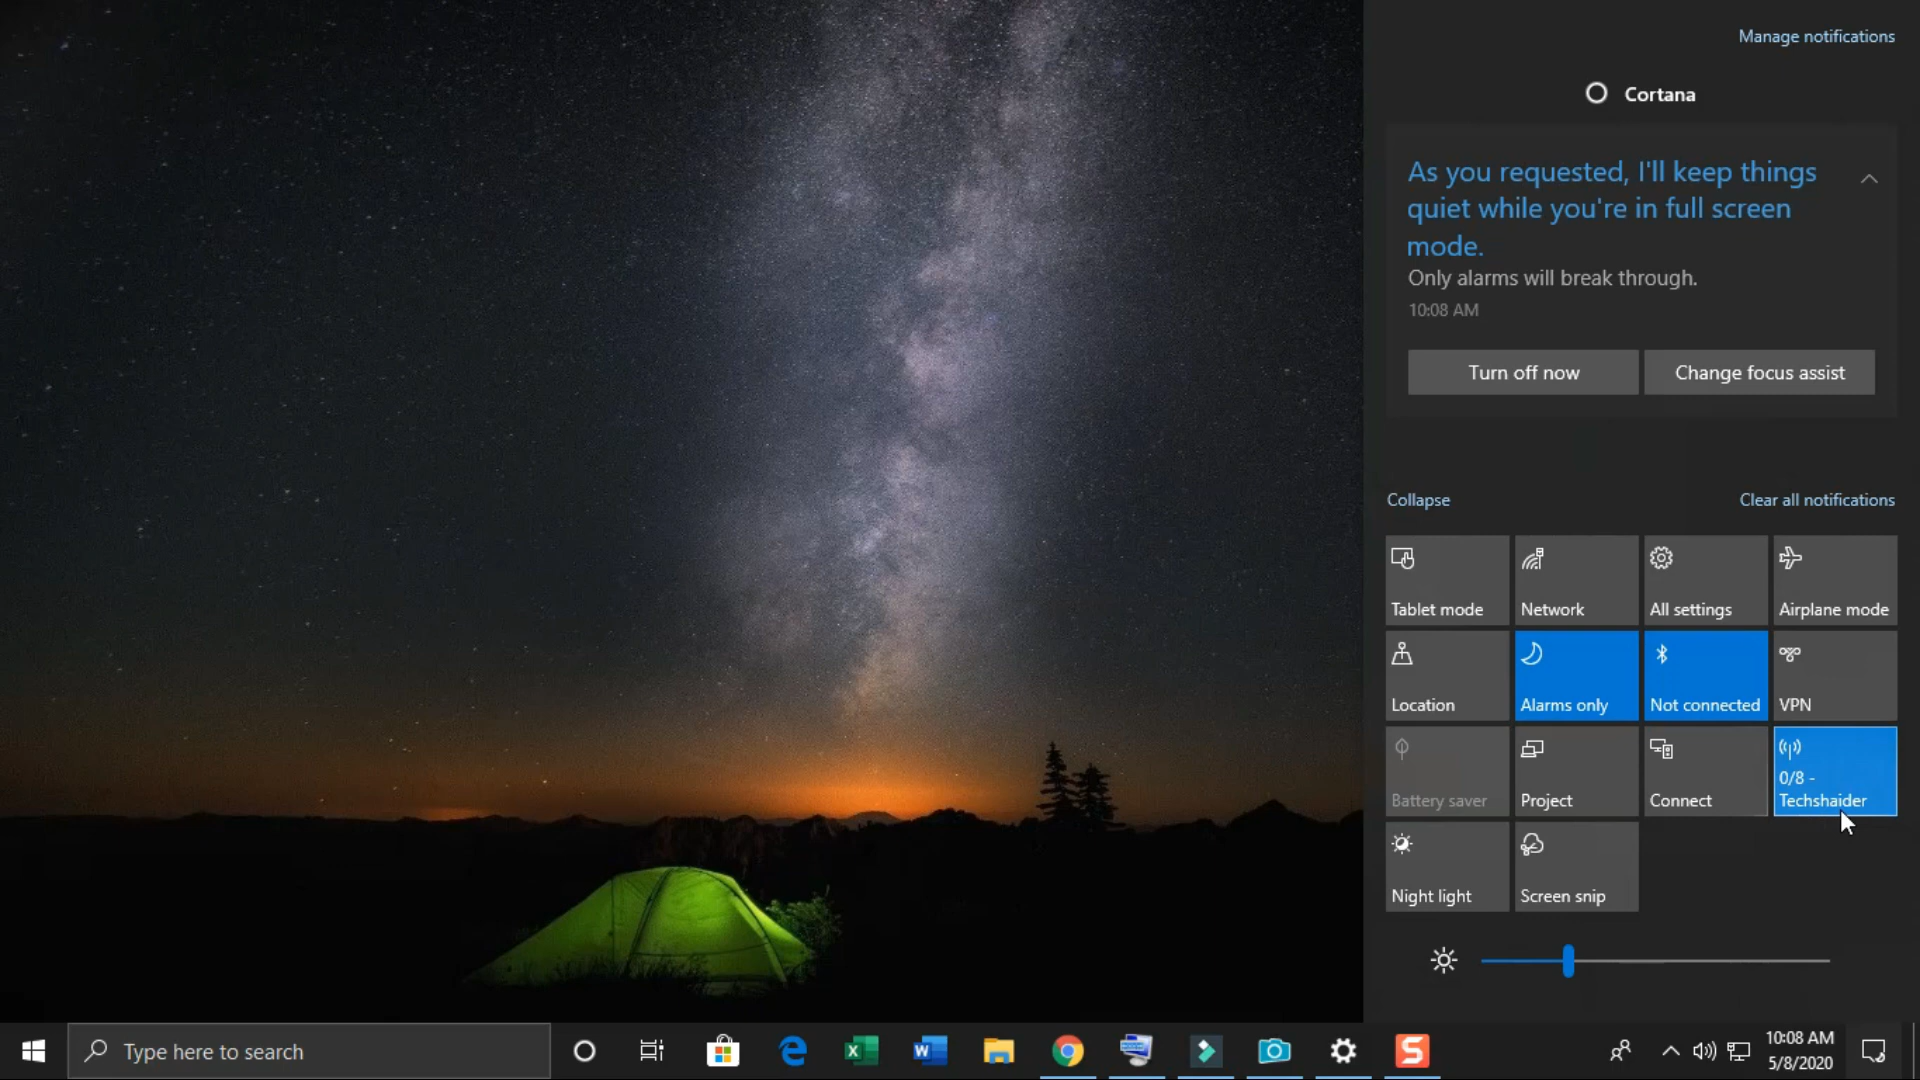 Manage notifications
Cortana
As you requested, I'll keep things
quiet while you're in full screen
mode.
Only alarms will break through.
10:08 AM
Turn off now
Change focus assist
Collapse
Clear all notifications
Tablet mode
Network
All settings
Airplane mode
Location
Alarms only
Not connected
VPN
Battery saver
Project
Connect
0/8 -
Techshaider
Night light
Screen snip
Type here to search
10:08 AM
5/8/2020